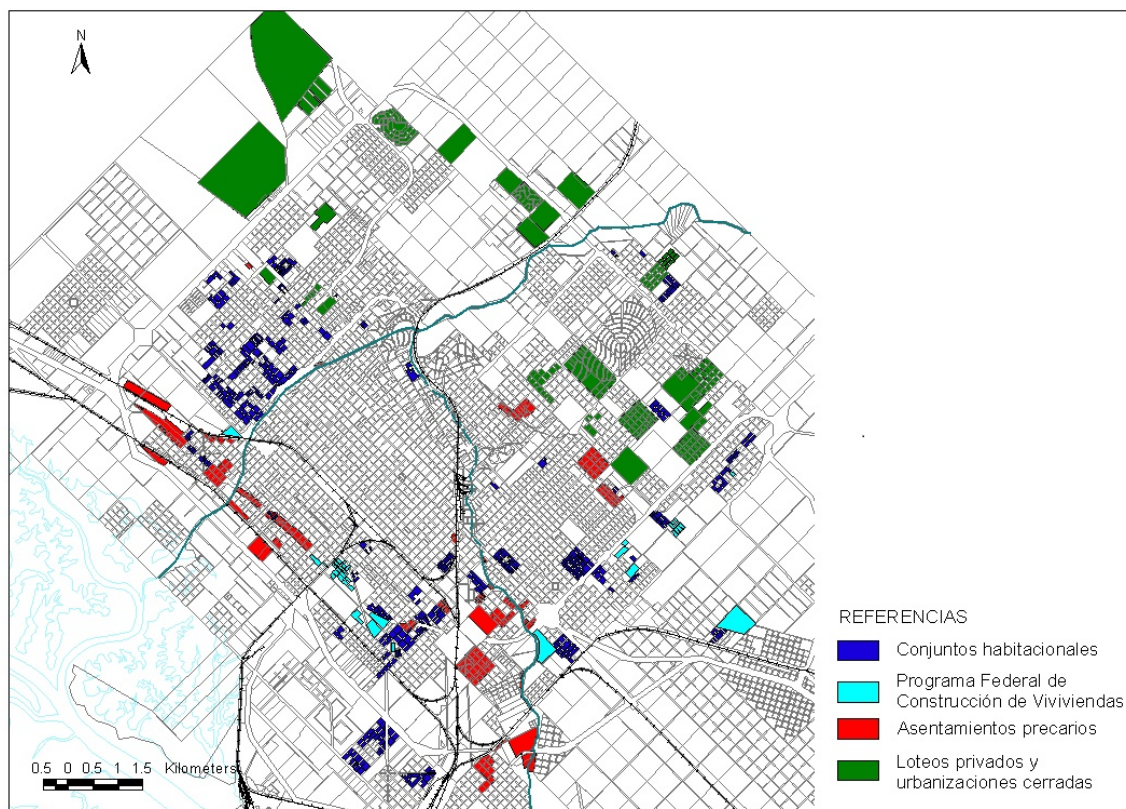 N
REFERENCIAS
Conjuntos habitacionales
Programa Federal de
Construcción de Viviviendas
Asentamientos precarios
Loteos privados y
urbanizaciones cerradas
0.5 0 0.5 1 1.5 Kilometers